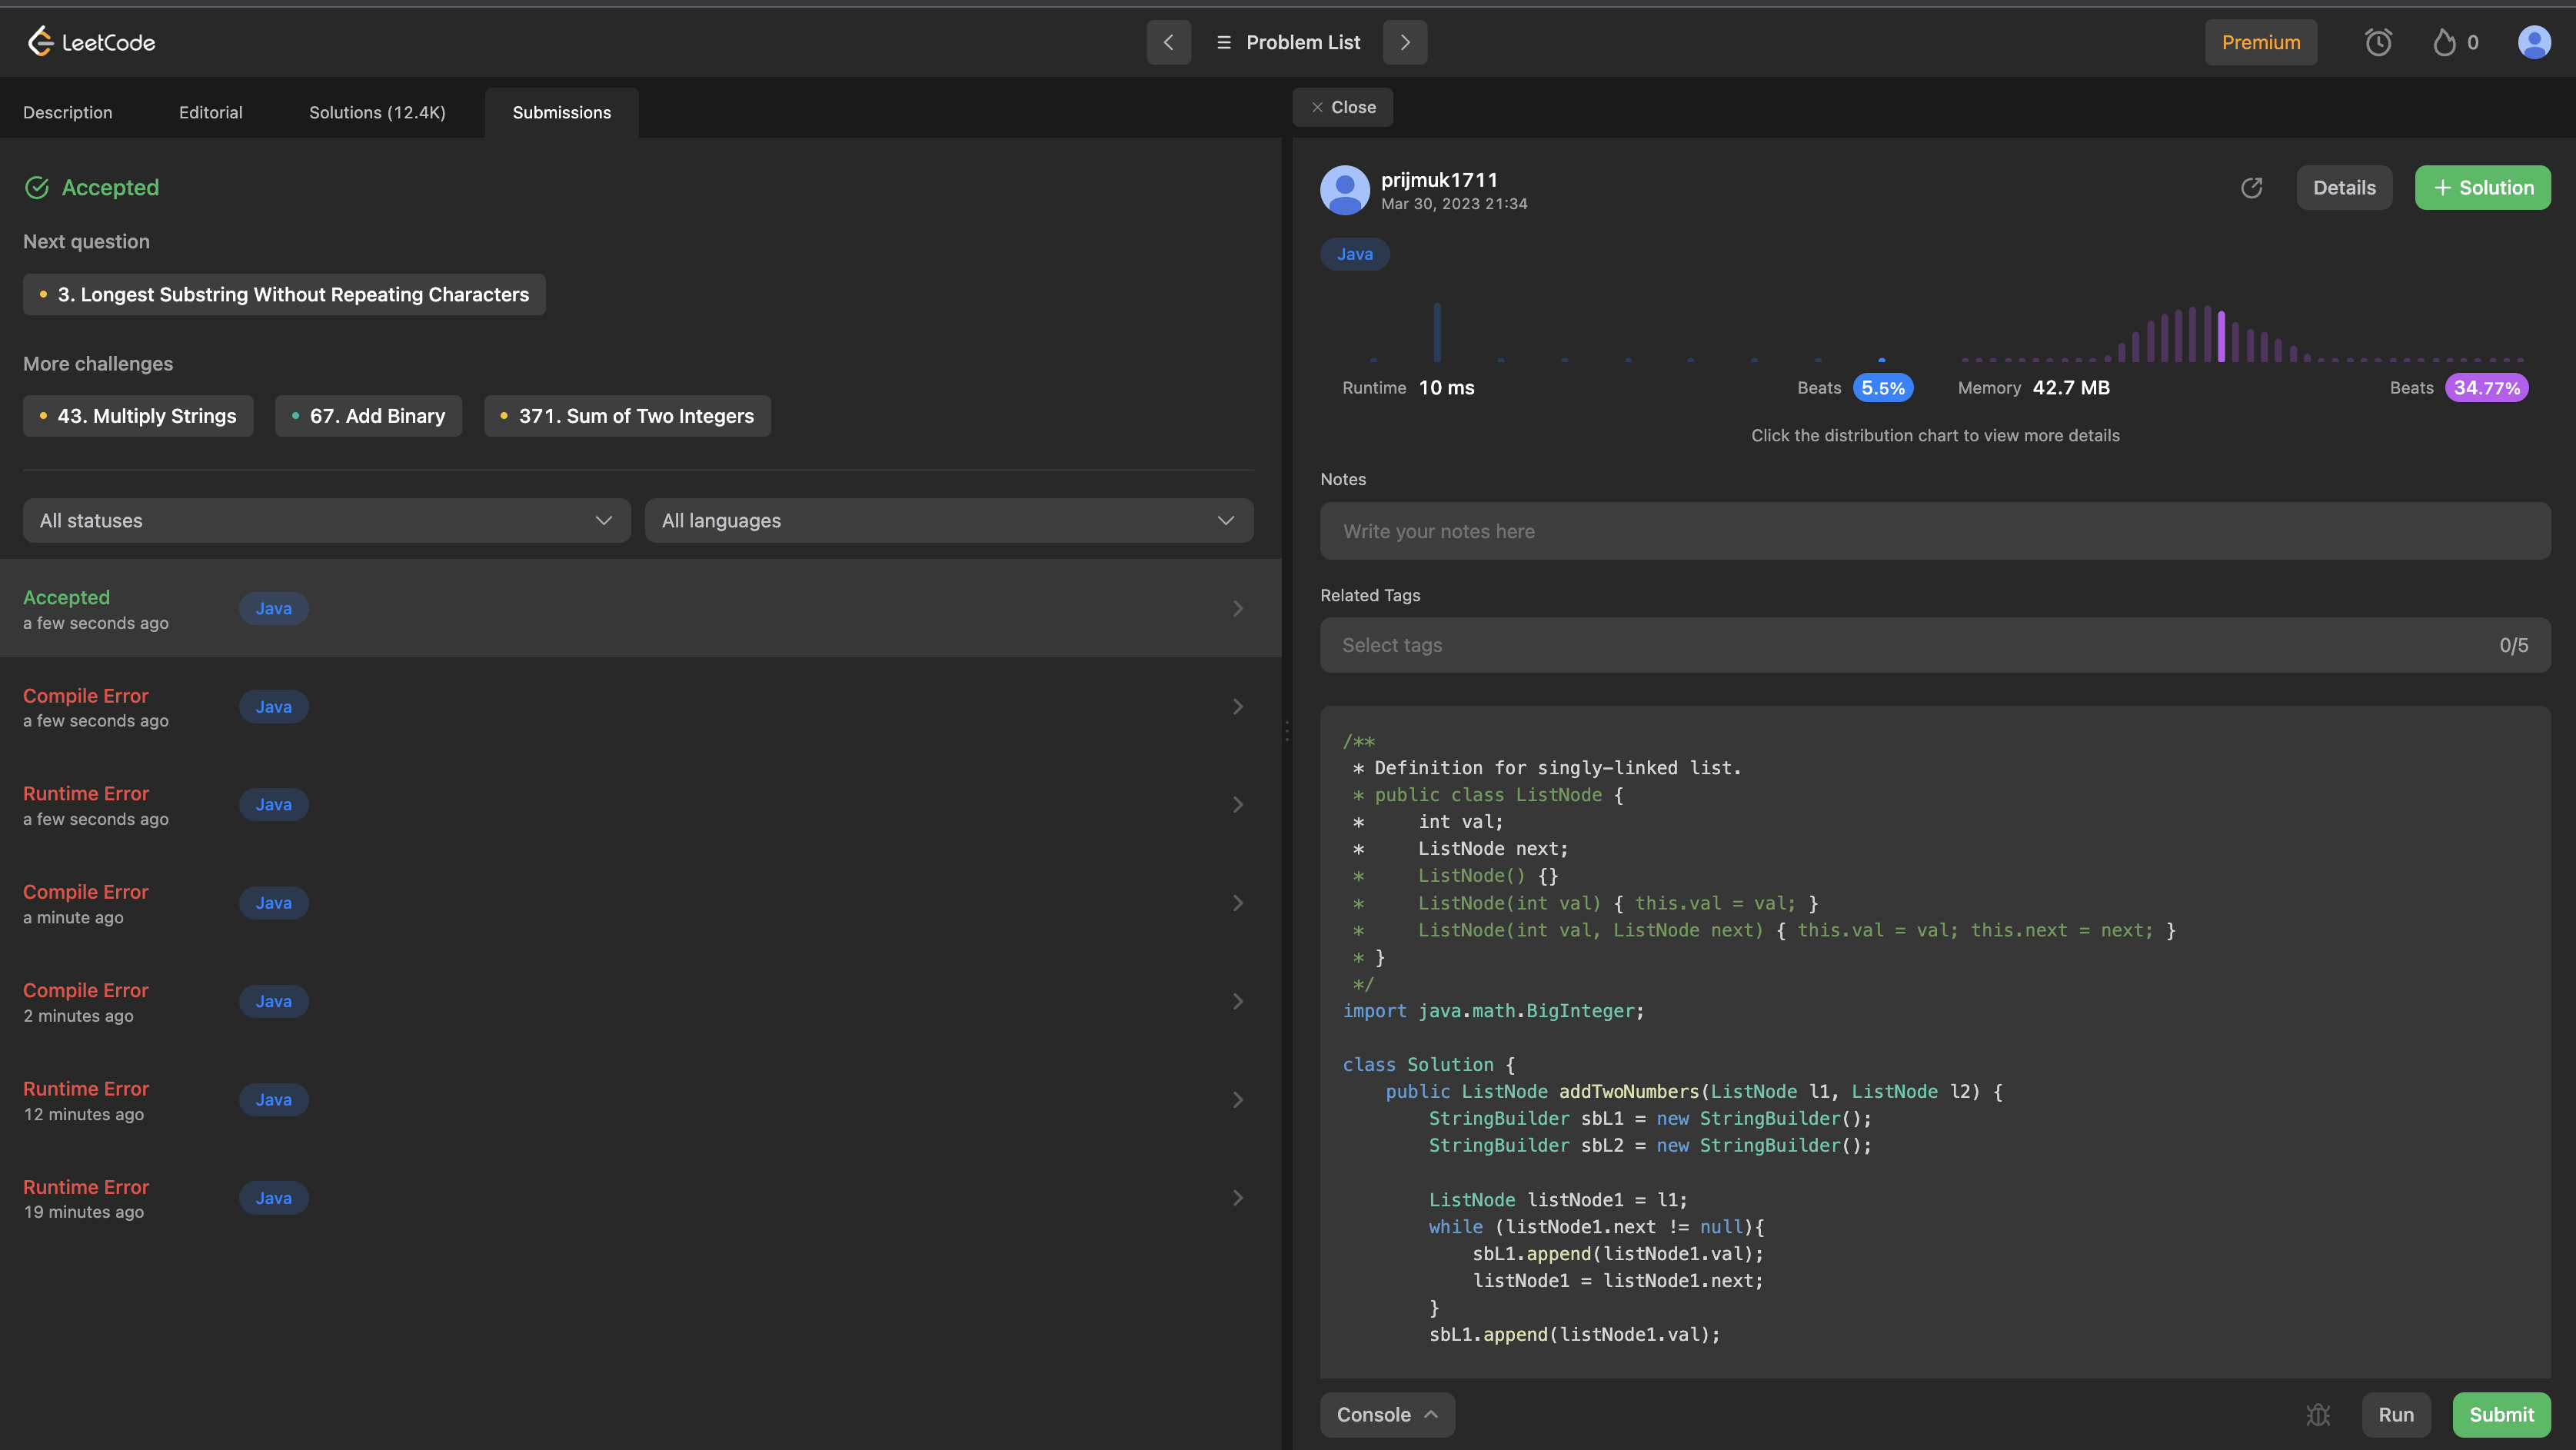 LeetCode
Problem List
Premium
0
Description
Editorial
Solutions (12.4K)
Submissions
Accepted
Next question
3. Longest Substring Without Repeating Characters
More challenges
43. Multiply Strings
67. Add Binary
371. Sum of Two Integers
All statuses
All languages
Accepted
a few seconds ago
Java
Compile Error
a few seconds ago
Java
Runtime Error
a few seconds ago
Java
Compile Error
a minute ago
Java
Compile Error
2 minutes ago
Java
Runtime Error
12 minutes ago
Java
Runtime Error
19 minutes ago
Java
Close
prijmuk1711
Mar 30, 2023 21:34
Details
+ Solution
Java
Runtime 10 ms
Beats 5.5%
Memory 42.7 MB
Beats 34.77%
Click the distribution chart to view more details
Notes
Write your notes here
Related Tags
Select tags
0/5
/**
 * Definition for singly-linked list.
 * public class ListNode {
 *     int val;
 *     ListNode next;
 *     ListNode() {}
 *     ListNode(int val) { this.val = val; }
 *     ListNode(int val, ListNode next) { this.val = val; this.next = next; }
 * }
 */
import java.math.BigInteger;
class Solution {
    public ListNode addTwoNumbers(ListNode l1, ListNode l2) {
        StringBuilder sbL1 = new StringBuilder();
        StringBuilder sbL2 = new StringBuilder();
        ListNode listNode1 = l1;
        while (listNode1.next != null){
            sbL1.append(listNode1.val);
            listNode1 = listNode1.next;
        }
        sbL1.append(listNode1.val);
Console
Run
Submit